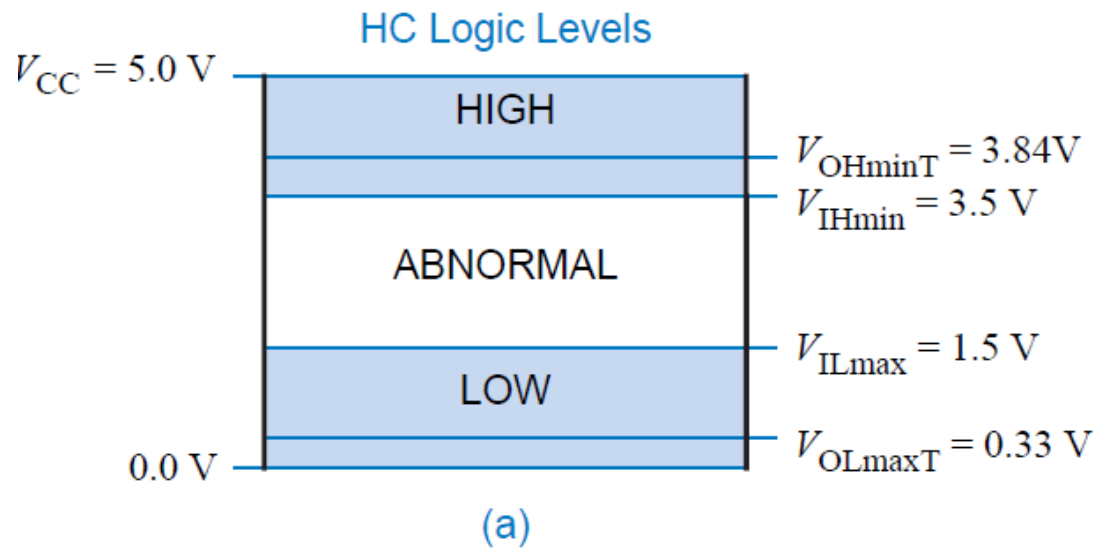 HC Logic Levels
VCC = 5.0 V
HIGH
VOHminT = 3.84V
VIHmin = 3.5 V
ABNORMAL
VILmax = 1.5 V
LOW
VOLmaxT = 0.33 V
0.0 V
(a)